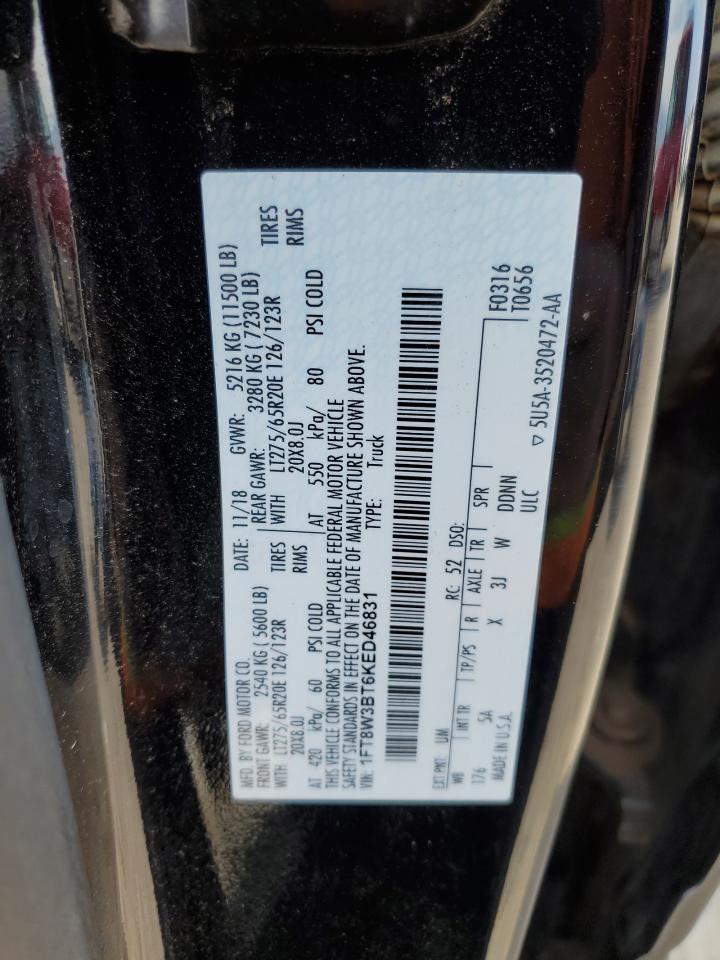 MFD. BY FORD MOTOR CO. DATE: 11/18 GVWR: 5216 KG (11500 LB)
FRONT GAWR: 2540 KG ( 5600 LB) REAR GAWR: 3280 KG ( 7230 LB)
WITH LT275/65R20E 126/123R TIRES WITH LT275/65R20E 126/123R TIRES
20X8.0J RIMS 20X8.0J RIMS
AT 420 kPa/ 60 PSI COLD AT 550 kPa/ 80 PSI COLD
THIS VEHICLE CONFORMS TO ALL APPLICABLE FEDERAL MOTOR VEHICLE
SAFETY STANDARDS IN EFFECT ON THE DATE OF MANUFACTURE SHOWN ABOVE.
VIN: 1FT8W3BT6KED46831 TYPE: Truck
EXT PNT: UM RC: 52 DSO:
WB INT TR TP/PS R AXLE TR SPR F0316
176 SA X 3J W DDNN T0656
MADE IN U.S.A. ULC
▽ 5U5A-3520472-AA